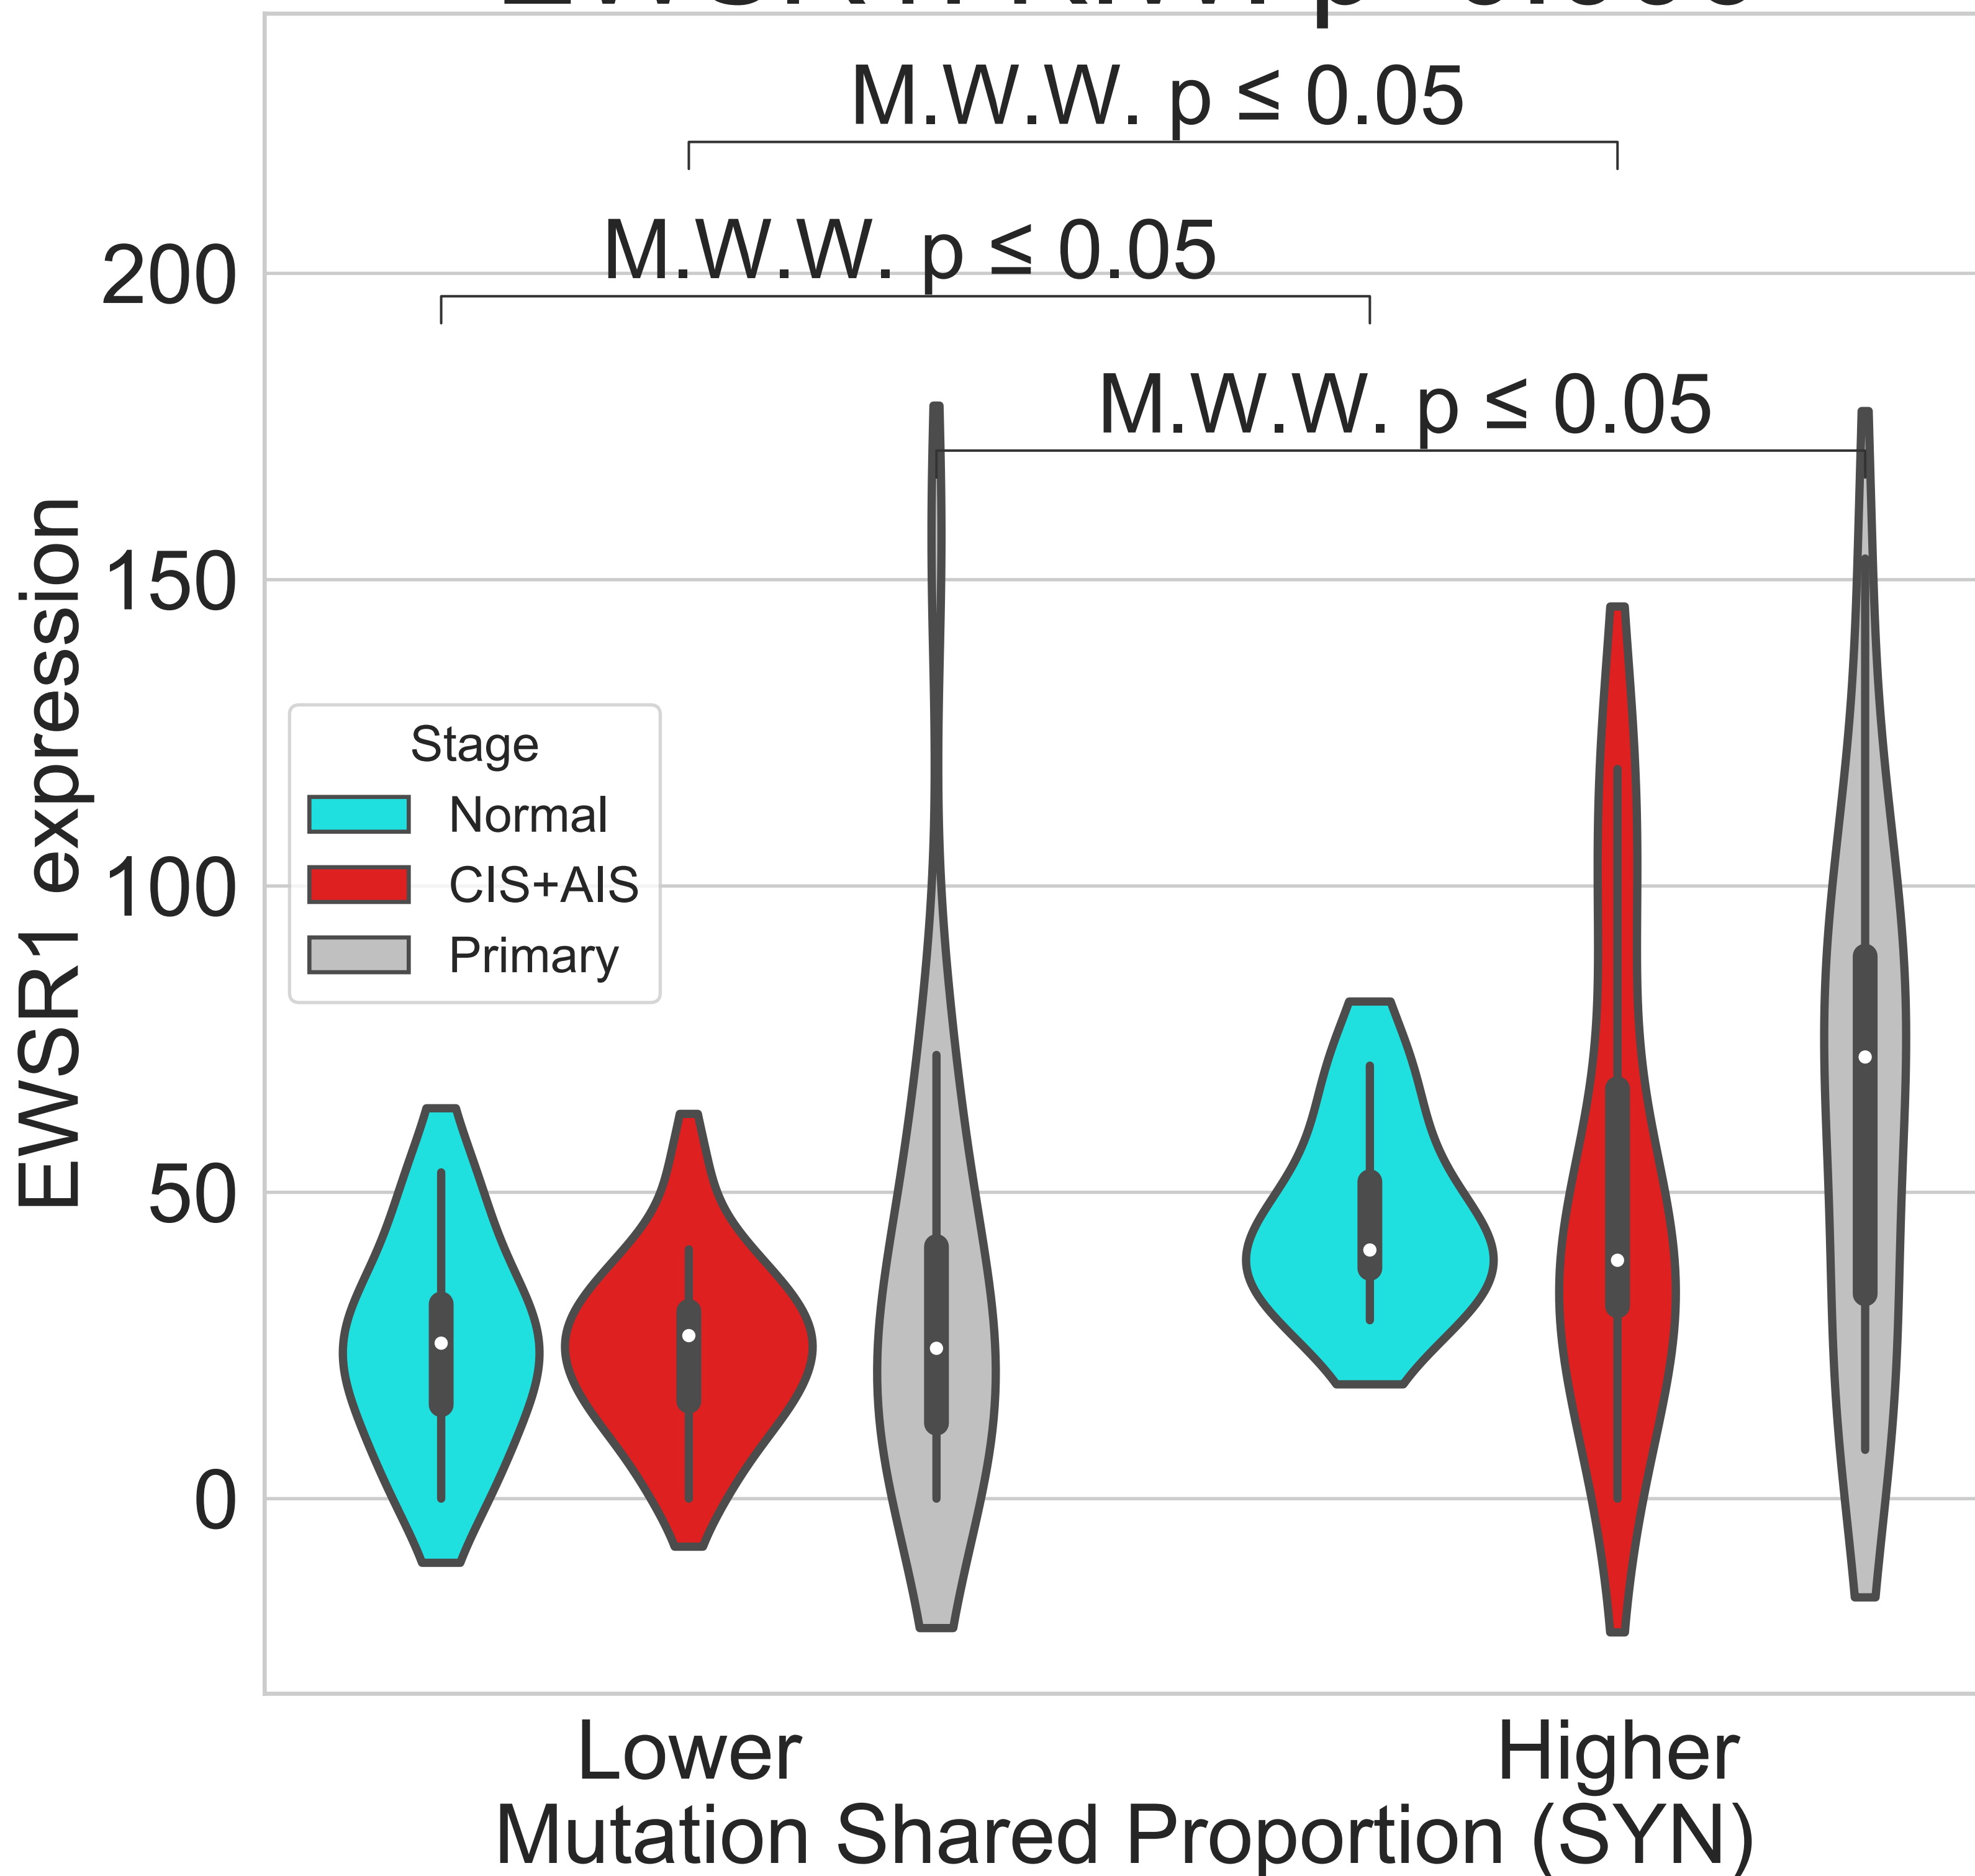 M.W.W. p ≤ 0.05
M.W.W. p ≤ 0.05
M.W.W. p ≤ 0.05
200
150
100
50
0
EWSR1 expression
Stage
Normal
CIS+AIS
Primary
Lower
Higher
Mutation Shared Proportion (SYN)